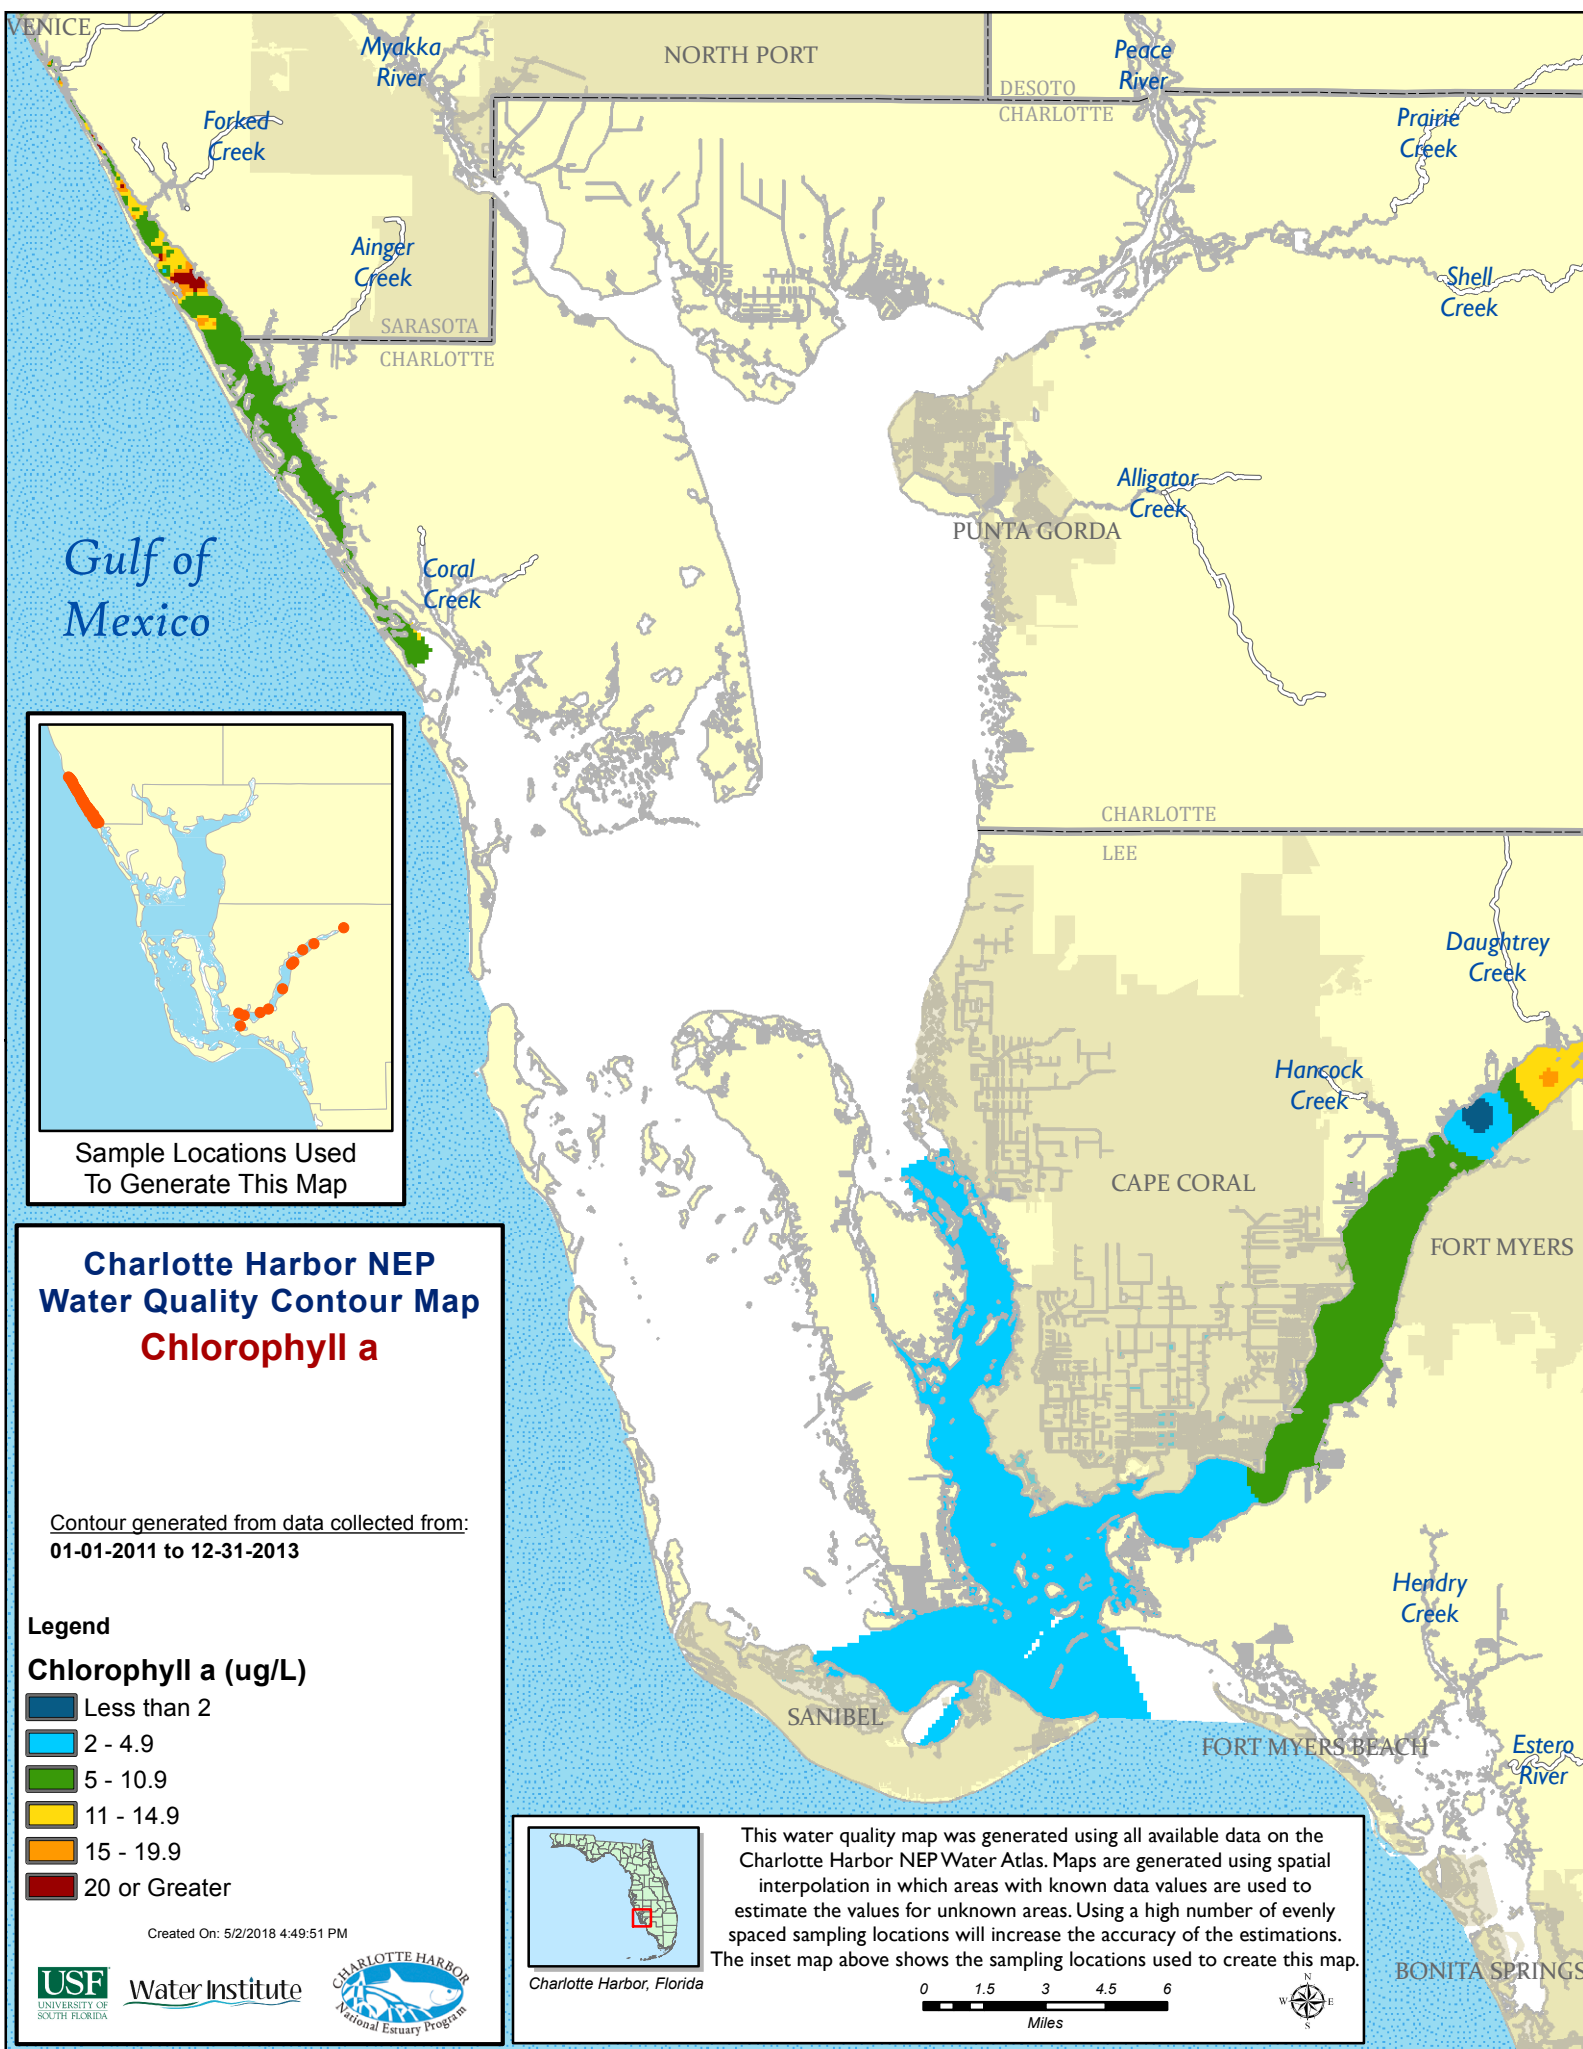 VENICE
Myakka
River
NORTH PORT
Peace
River
DESOTO
CHARLOTTE
Forked
Creek
Prairie
Creek
Ainger
Creek
Shell
Creek
SARASOTA
CHARLOTTE
Alligator
Creek
PUNTA GORDA
Gulf of
Mexico
Coral
Creek
CHARLOTTE
LEE
Daughtrey
Creek
Hancock
Creek
Sample Locations Used
To Generate This Map
CAPE CORAL
FORT MYERS
Charlotte Harbor NEP
Water Quality Contour Map
Chlorophyll a
Contour generated from data collected from:
01-01-2011 to 12-31-2013
Hendry
Creek
Legend
Chlorophyll a (ug/L)
Less than 2
2 - 4.9
5 - 10.9
11 - 14.9
15 - 19.9
20 or Greater
SANIBEL
FORT MYERS BEACH
Estero
River
Created On: 5/2/2018 4:49:51 PM
USF
UNIVERSITY OF
SOUTH FLORIDA
Water Institute
CHARLOTTE HARBOR
National Estuary Program
Charlotte Harbor, Florida
This water quality map was generated using all available data on the
Charlotte Harbor NEP Water Atlas. Maps are generated using spatial
interpolation in which areas with known data values are used to
estimate the values for unknown areas. Using a high number of evenly
spaced sampling locations will increase the accuracy of the estimations.
The inset map above shows the sampling locations used to create this map.
0 1.5 3 4.5 6
Miles
N
W E
S
BONITA SPRINGS